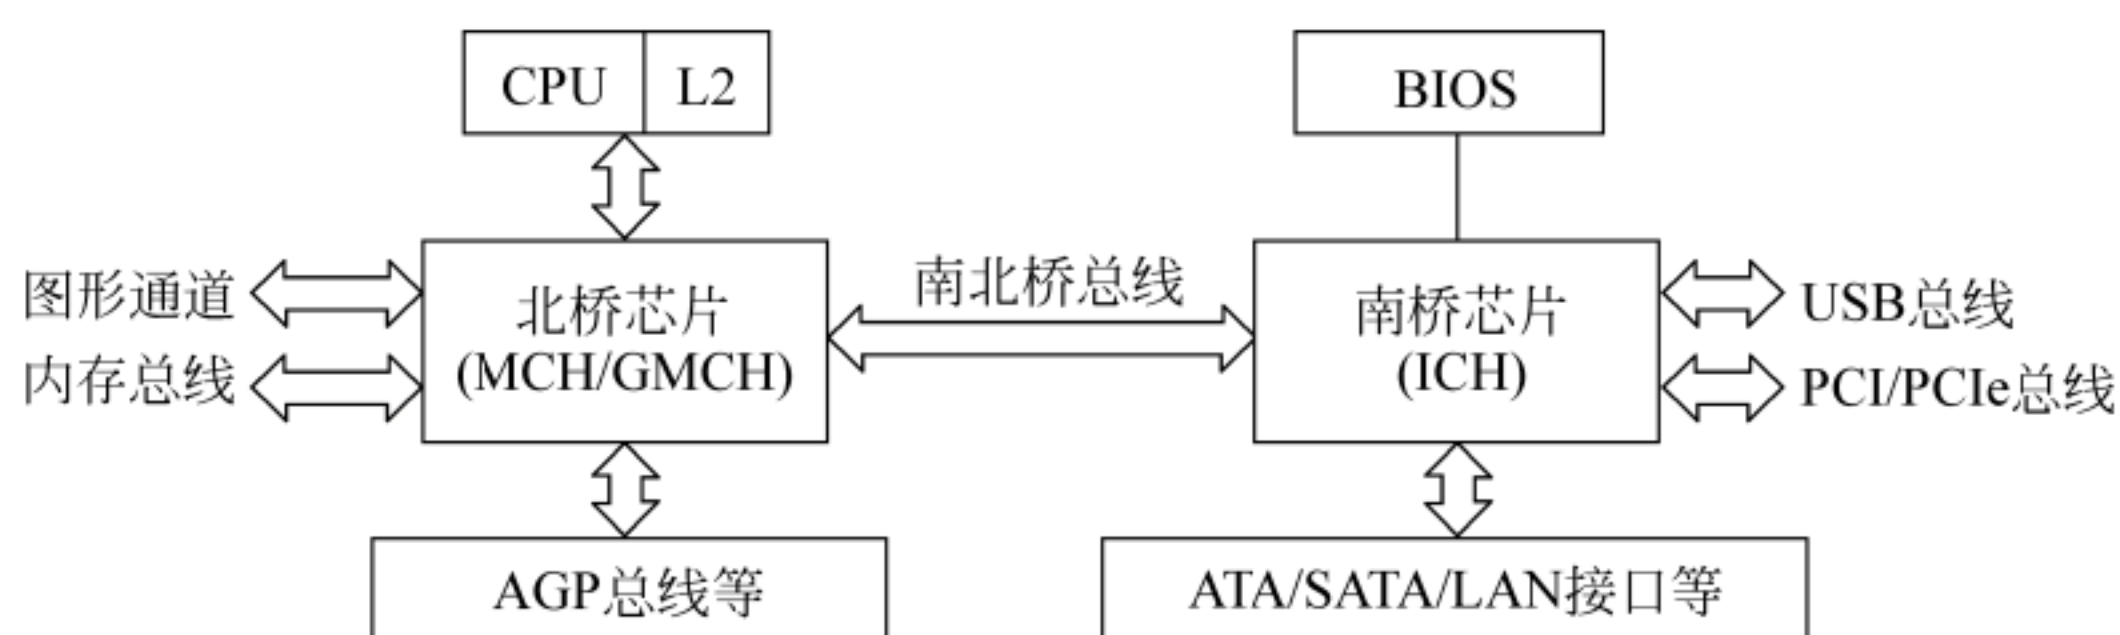 CPU
L2
BIOS
图形通道
内存总线
北桥芯片
(MCH/GMCH)
南北桥总线
南桥芯片
(ICH)
USB总线
PCI/PCIe总线
AGP总线等
ATA/SATA/LAN接口等